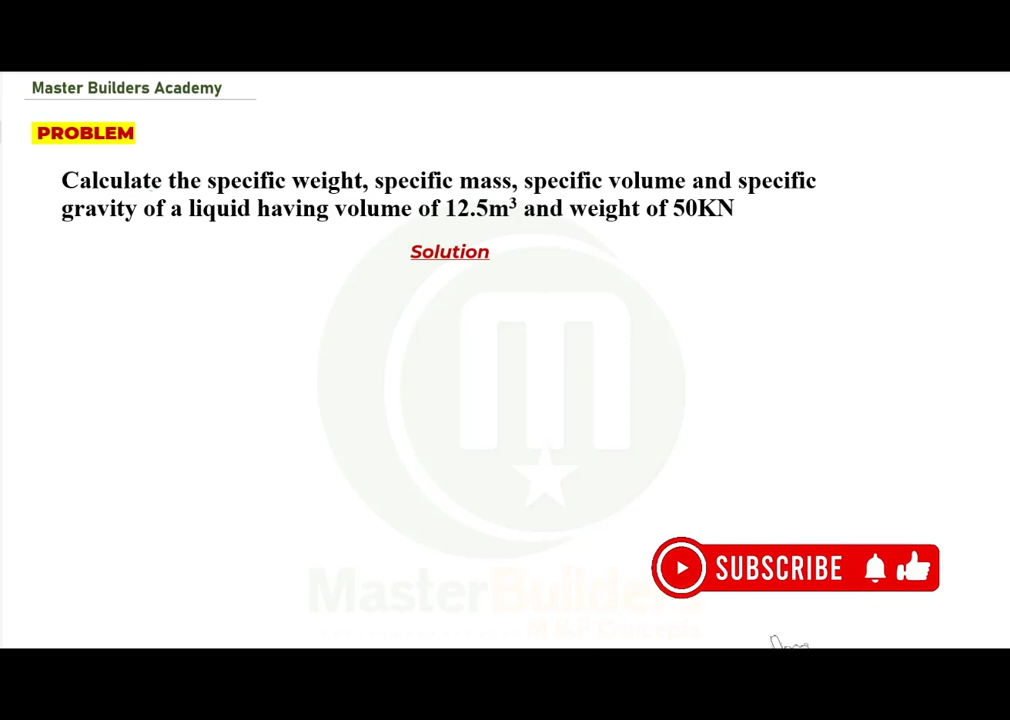 Master Builders Academy
PROBLEM
Calculate the specific weight, specific mass, specific volume and specific
gravity of a liquid having volume of 12.5m³ and weight of 50KN
Solution
SUBSCRIBE
MasterBuilders